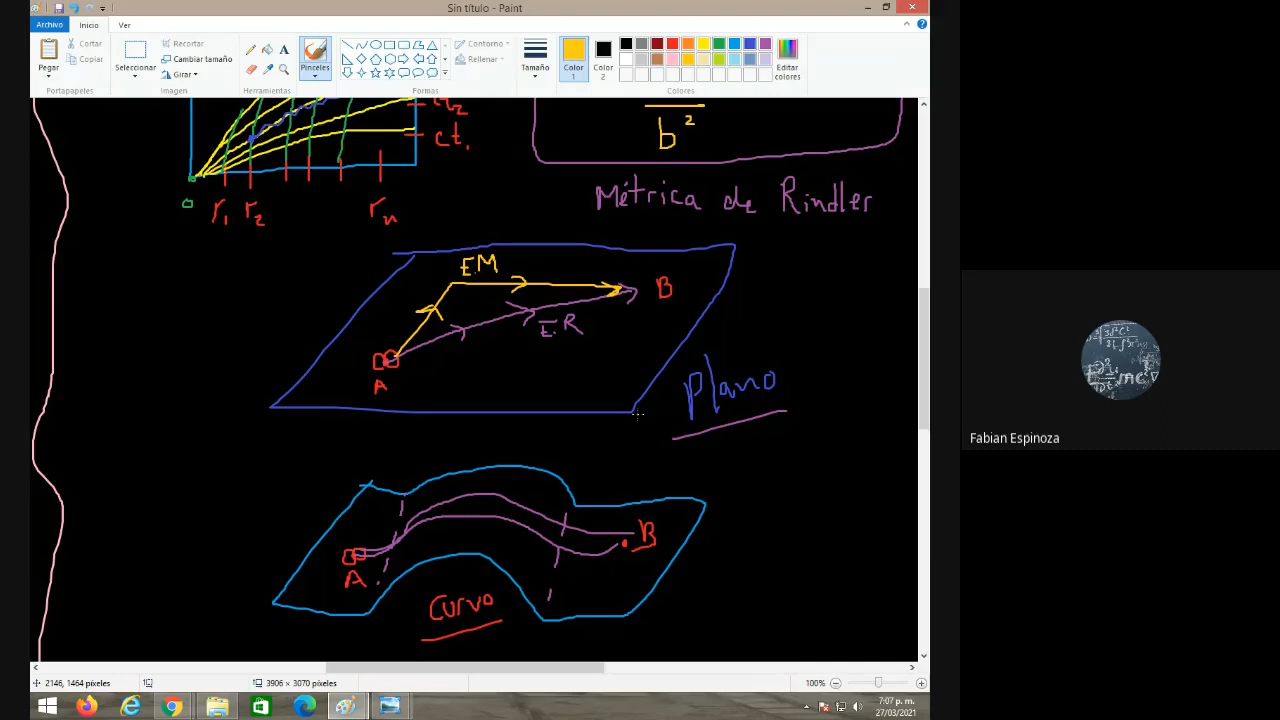 Sin título - Paint
Archivo Inicio Ver
Pegar
Cortar
Copiar
Portapapeles
Seleccionar
Recortar
Cambiar tamaño
Girar
Imagen
A
Herramientas
Pinceles
Contorno
Rellenar
Formas
Tamaño
Color 1
Color 2
Editar colores
Colores
ct₁
b²
o
r₁ r₂ rₙ
Métrica de Rindler
E.M
B
E.R
A
Plano
A
B
Curvo
2146, 1464 píxeles
3906 × 3070 píxeles
100%
7:07 p. m.
27/03/2021
Fabian Espinoza